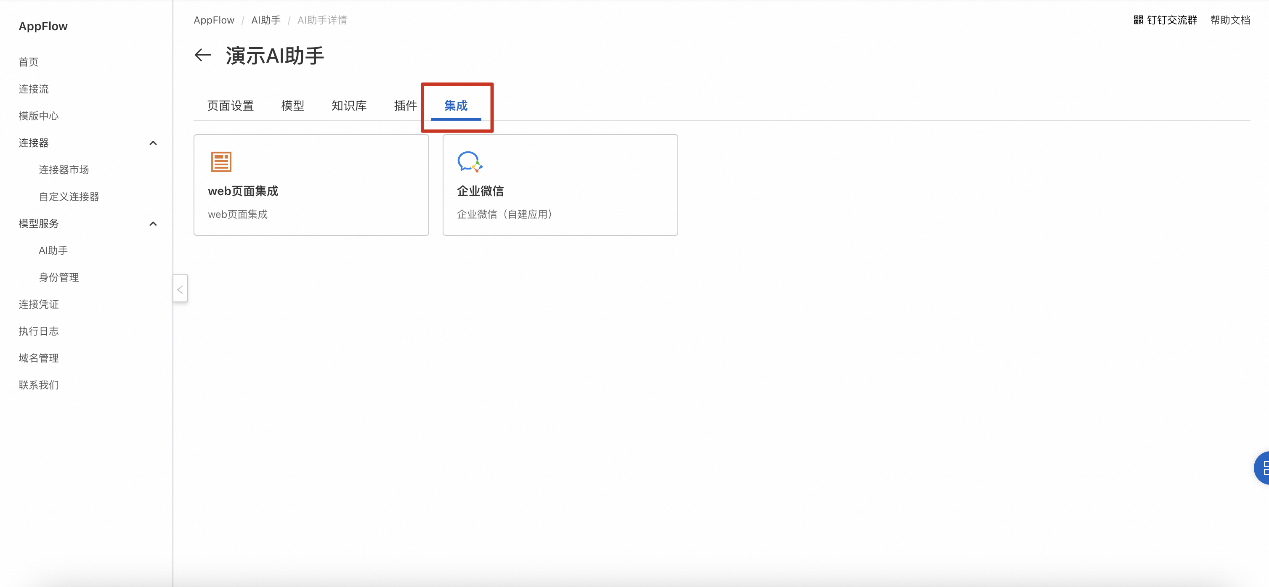 AppFlow
首页
连接流
模版中心
连接器
连接器市场
自定义连接器
模型服务
AI助手
身份管理
连接凭证
执行日志
域名管理
联系我们
AppFlow / AI助手 / AI助手详情
钉钉交流群 帮助文档
演示AI助手
页面设置 模型 知识库 插件 集成
web页面集成
web页面集成
企业微信
企业微信（自建应用）